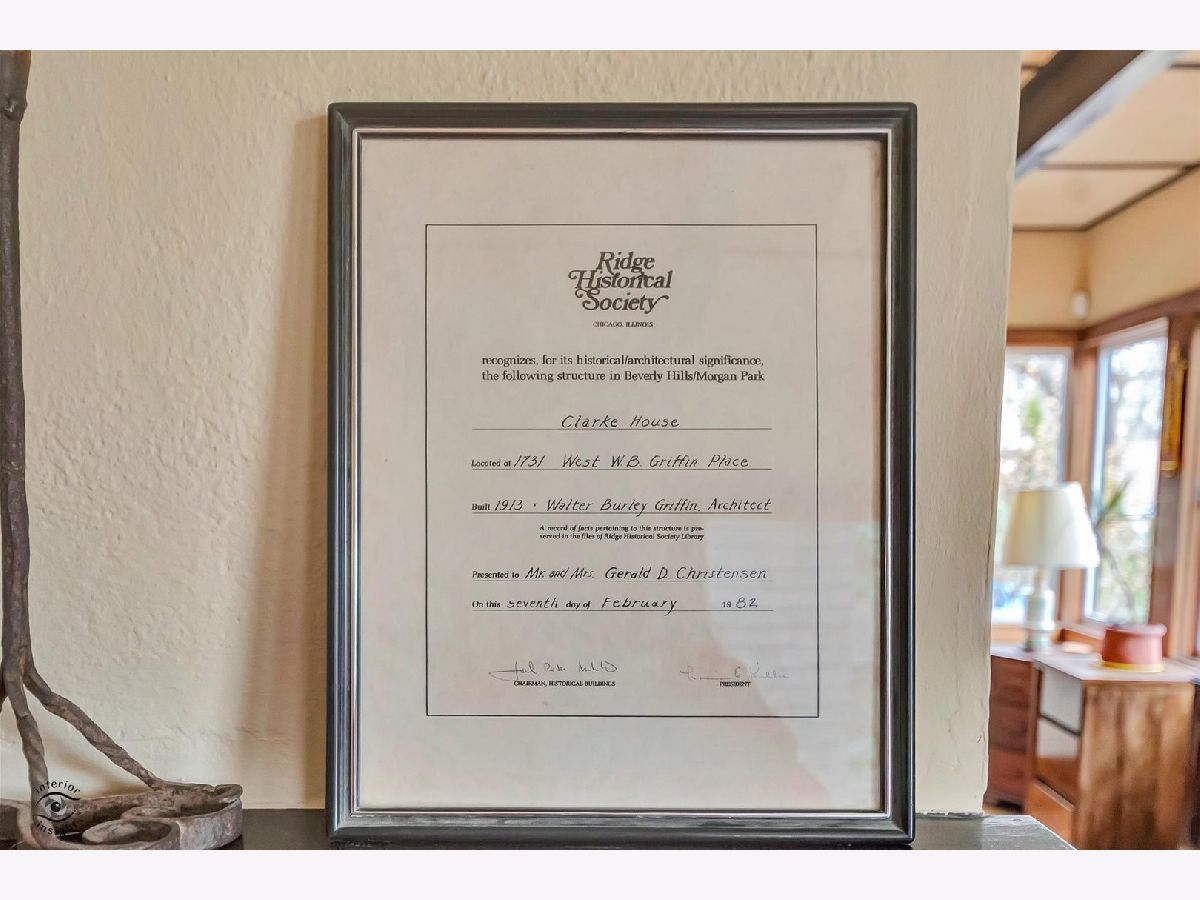 Ridge
Historical
Society
CHICAGO, ILLINOIS
recognizes, for its historical/architectural significance,
the following structure in Beverly Hills/Morgan Park
Clarke House
Located at 1731 West W.B. Griffin Place
Built 1913 · Walter Burley Griffin, Architect
A record of facts pertaining to this structure is pre-
served in the files of Ridge Historical Society Library
Presented to Mr. and Mrs. Gerald D. Christensen
On this seventh day of February 1982
CHAIRMAN, HISTORICAL BUILDINGS
PRESIDENT
interior